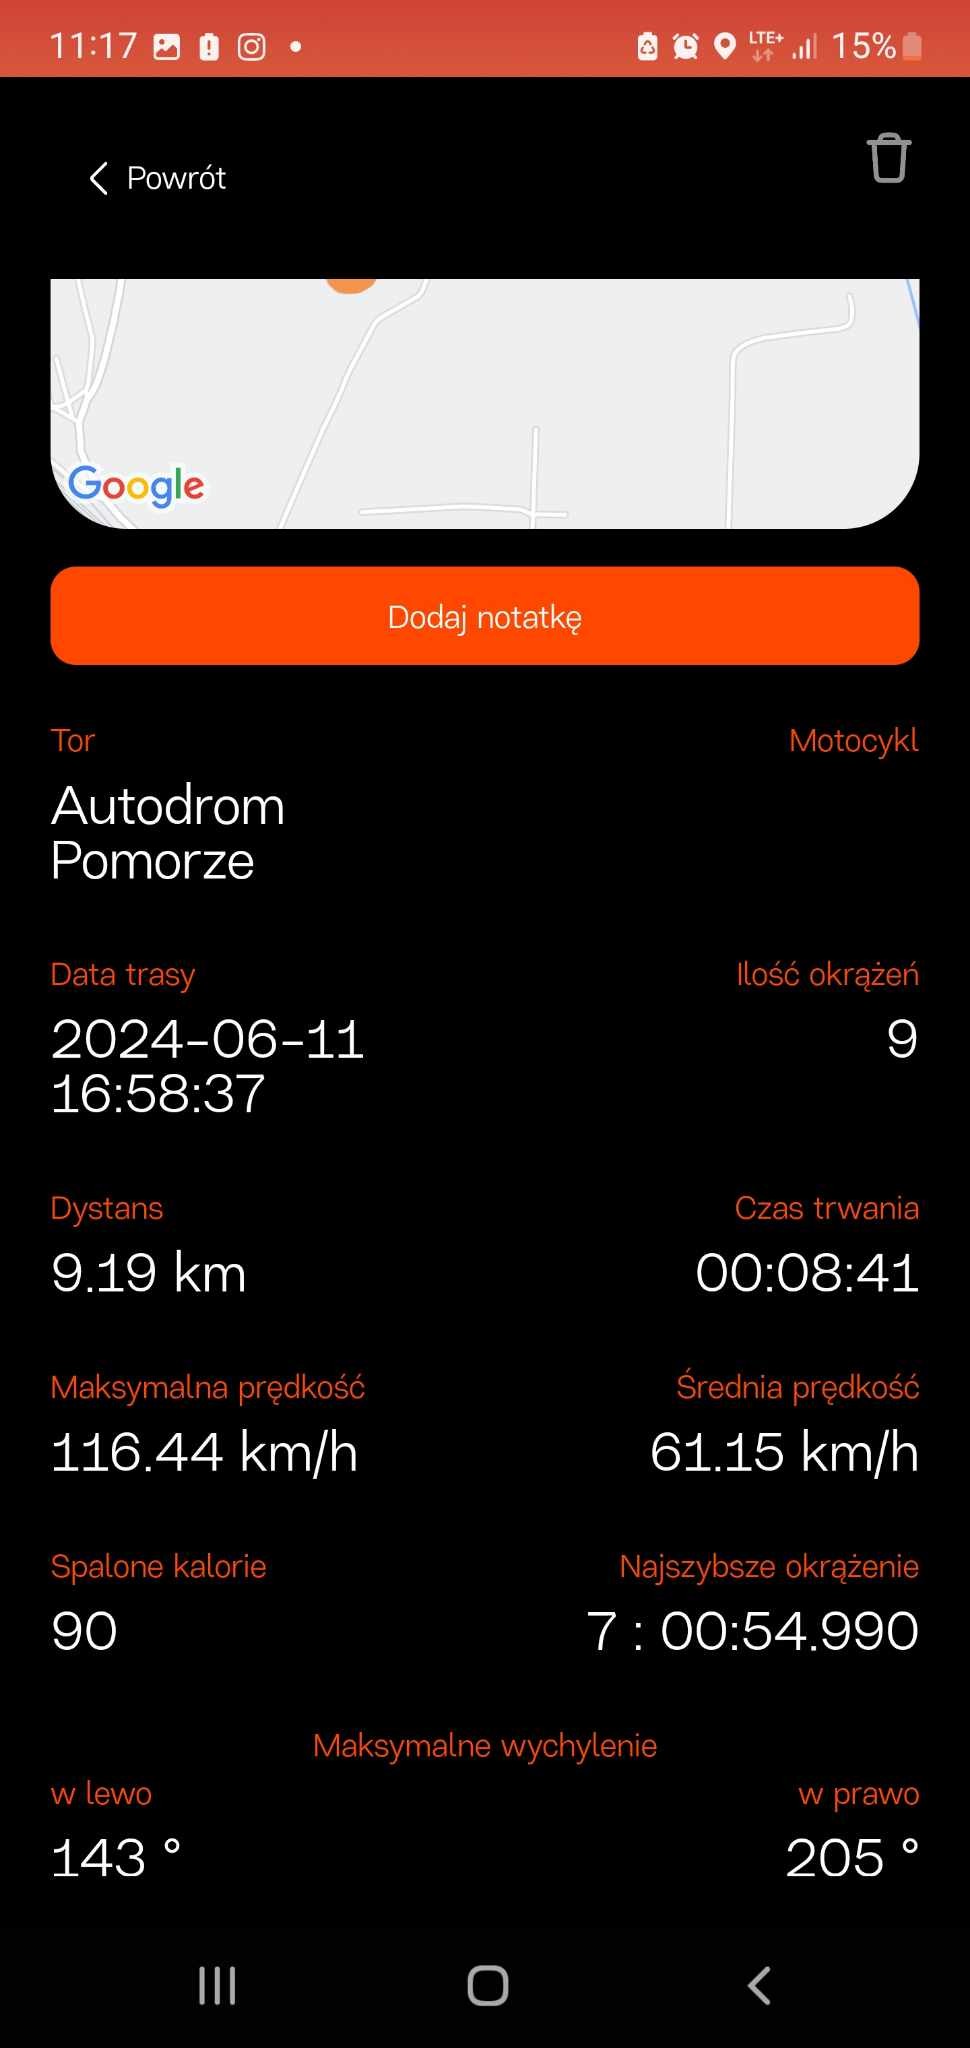 11:17
LTE+ 15%
Powrót
Google
Dodaj notatkę
Tor Motocykl
Autodrom
Pomorze
Data trasy Ilość okrążeń
2024-06-11 9
16:58:37
Dystans Czas trwania
9.19 km 00:08:41
Maksymalna prędkość Średnia prędkość
116.44 km/h 61.15 km/h
Spalone kalorie Najszybsze okrążenie
90 7 : 00:54.990
Maksymalne wychylenie
w lewo w prawo
143 ° 205 °